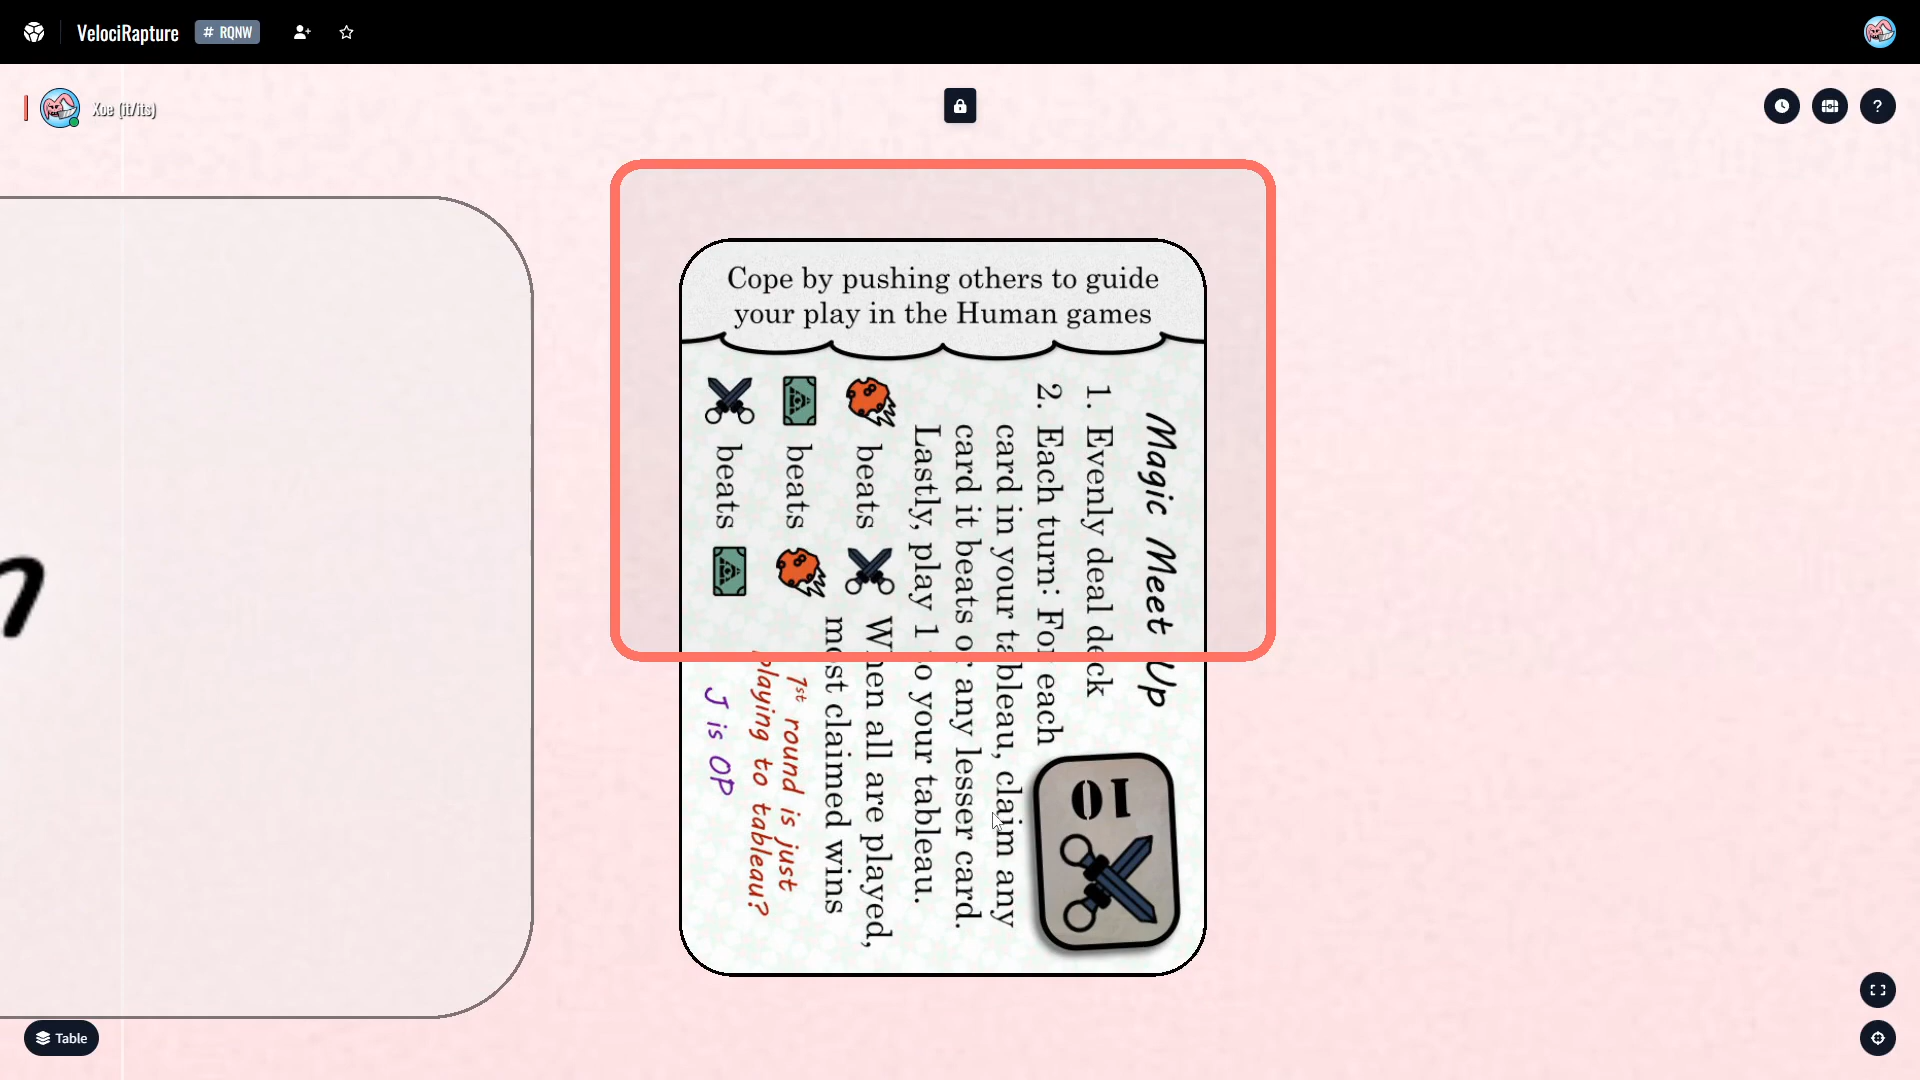 VelociRapture
# RQNW
Xoe (it/its)
?
Cope by pushing others to guide
your play in the Human games
Magic Meet Up
1. Evenly deal deck
2. Each turn: For each
card in your tableau, claim any
card it beats or any lesser card.
Lastly, play 1 to your tableau.
beats
When all are played,
most claimed wins
beats
beats
1st round is just
playing to tableau?
J is OP
10
Table